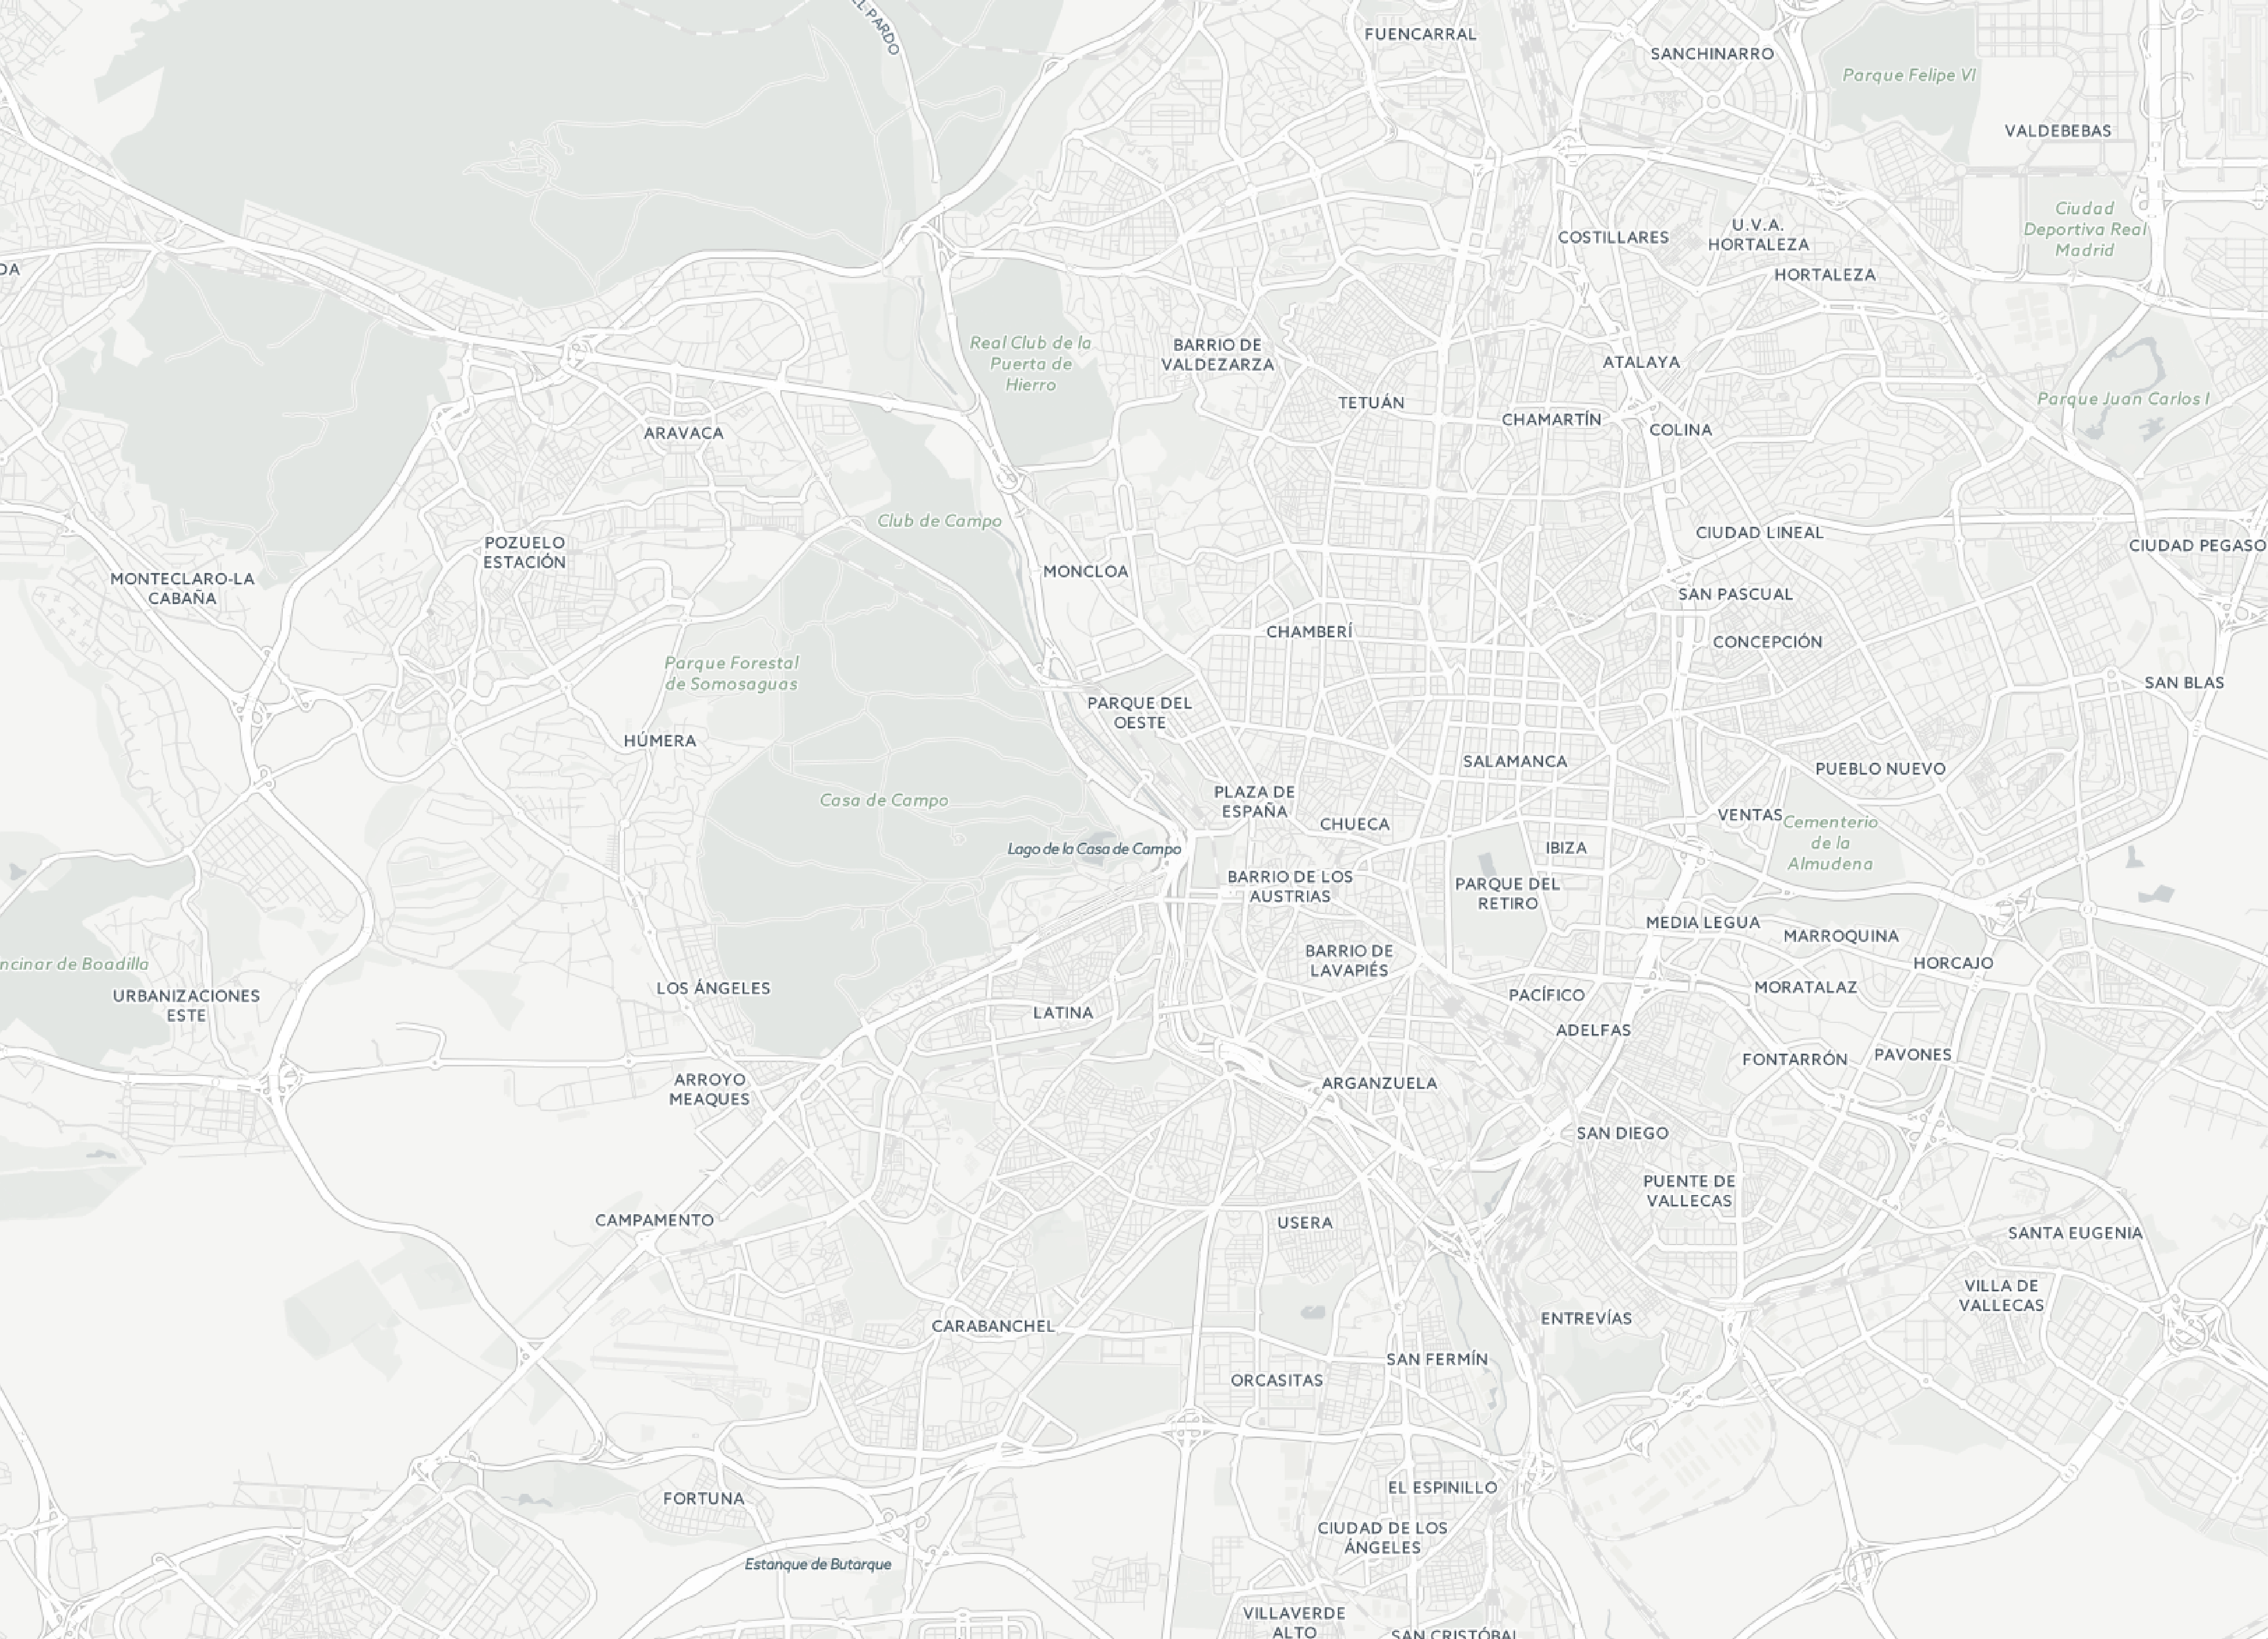 EL PARDO
FUENCARRAL
SANCHINARRO
Parque Felipe VI
VALDEBEBAS
Ciudad
Deportiva Real
Madrid
COSTILLARES
U.V.A.
HORTALEZA
HORTALEZA
DA
Real Club de la
Puerta de
Hierro
BARRIO DE
VALDEZARZA
ATALAYA
TETUÁN
CHAMARTÍN
COLINA
Parque Juan Carlos I
ARAVACA
Club de Campo
POZUELO
ESTACIÓN
CIUDAD LINEAL
CIUDAD PEGASO
MONTECLARO-LA
CABAÑA
MONCLOA
SAN PASCUAL
CHAMBERÍ
CONCEPCIÓN
Parque Forestal
de Somosaguas
SAN BLAS
PARQUE DEL
OESTE
HÚMERA
SALAMANCA
PUEBLO NUEVO
Casa de Campo
PLAZA DE
ESPAÑA
CHUECA
VENTAS
Cementerio
de la
Almudena
Lago de la Casa de Campo
IBIZA
BARRIO DE LOS
AUSTRIAS
PARQUE DEL
RETIRO
MEDIA LEGUA
MARROQUINA
BARRIO DE
LAVAPIÉS
HORCAJO
ncinar de Boadilla
URBANIZACIONES
ESTE
LOS ÁNGELES
PACÍFICO
MORATALAZ
LATINA
ADELFAS
FONTARRÓN
PAVONES
ARROYO
MEAQUES
ARGANZUELA
SAN DIEGO
PUENTE DE
VALLECAS
CAMPAMENTO
USERA
SANTA EUGENIA
VILLA DE
VALLECAS
CARABANCHEL
ENTREVÍAS
SAN FERMÍN
ORCASITAS
EL ESPINILLO
FORTUNA
CIUDAD DE LOS
ÁNGELES
Estanque de Butarque
VILLAVERDE
ALTO
SAN CRISTÓBAL